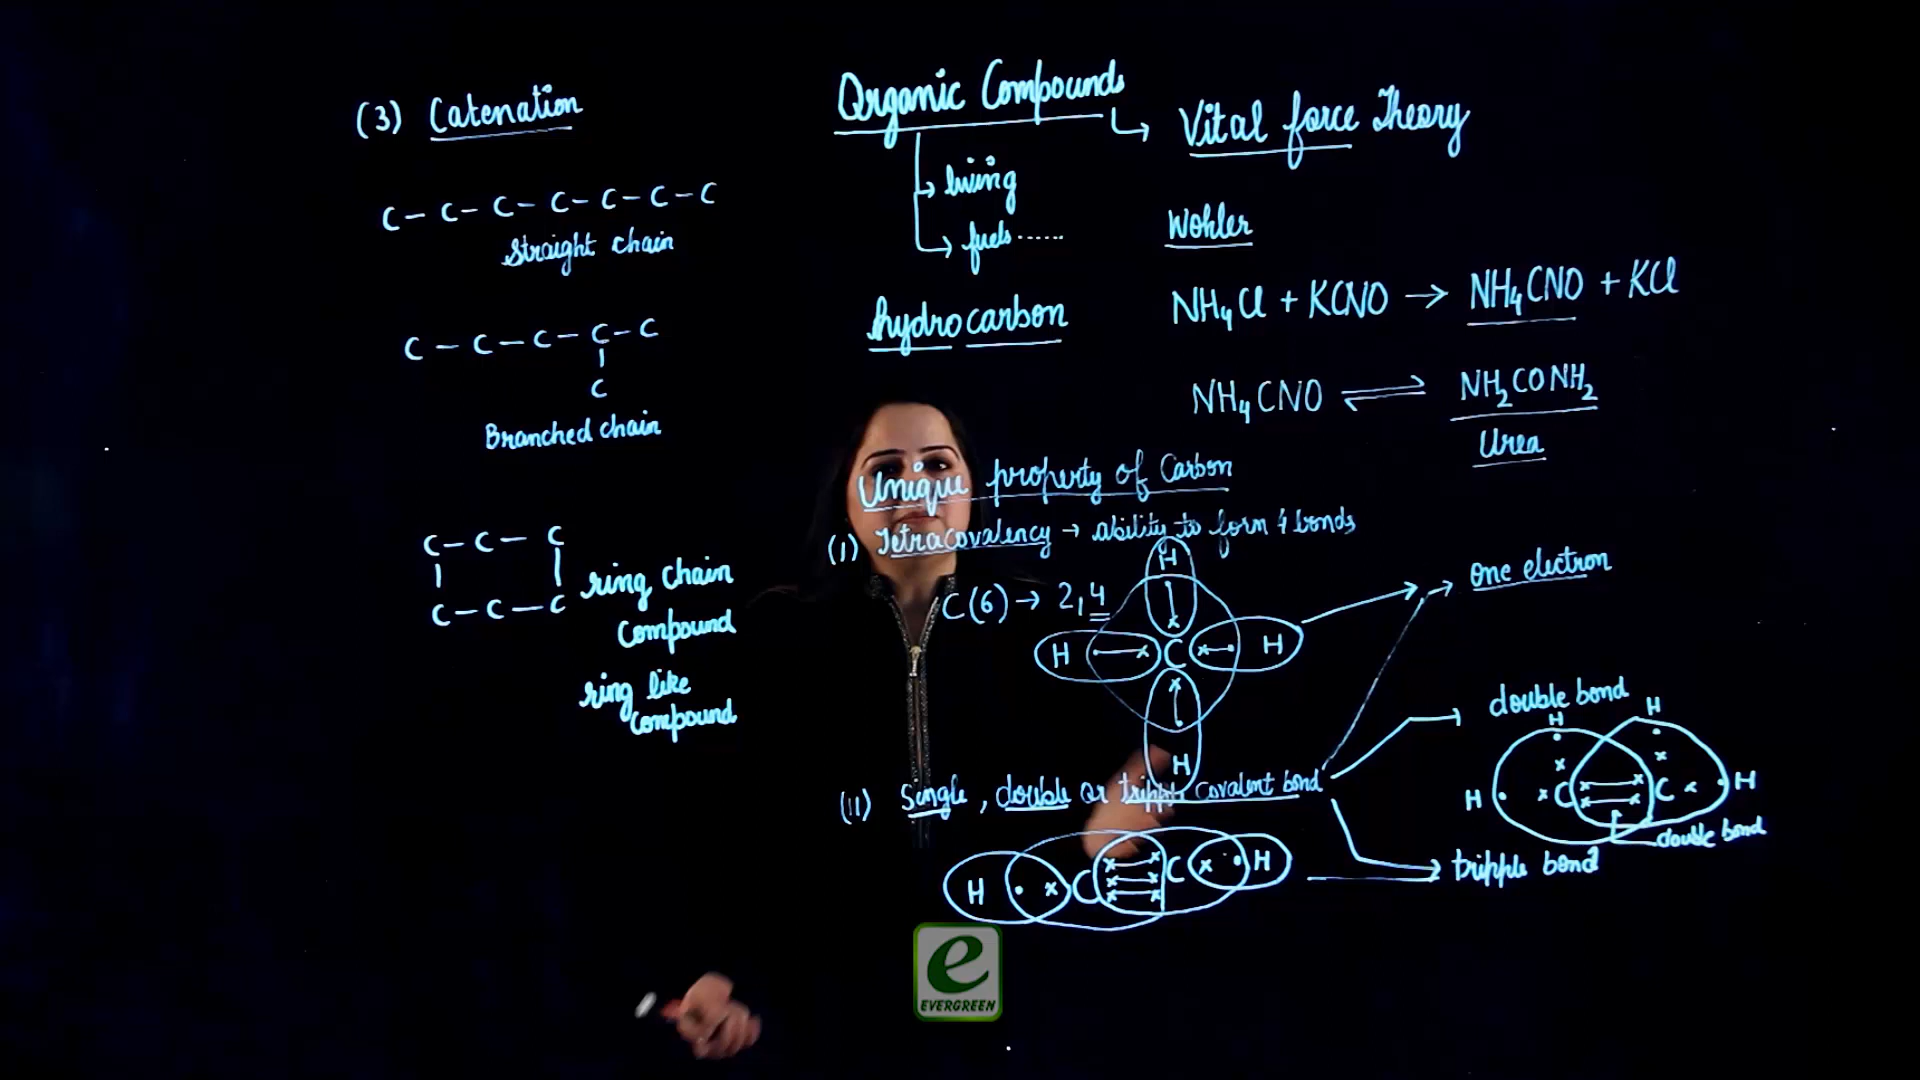 (3) Catenation
C - C - C - C - C - C - C
Straight chain
C - C - C - C - C
C
Branched chain
C - C - C
C - C - C
ring chain
compound
ring like
compound
Organic Compounds
living
fuels ......
hydrocarbon
Vital force Theory
Wohler
NH₄Cl + KCNO → NH₄CNO + KCl
NH₄CNO ⇌ NH₂CONH₂
Urea
Unique property of Carbon
(I) Tetracovalency → ability to form 4 bonds
C(6) → 2,4
H
H x C x H
x
H
one electron
(II) Single, double or tripple covalent bond
double bond
H H
x x
H x C x x C x H
x x
double bond
tripple bond
H x C x x C x H
x x
x x
e
EVERGREEN